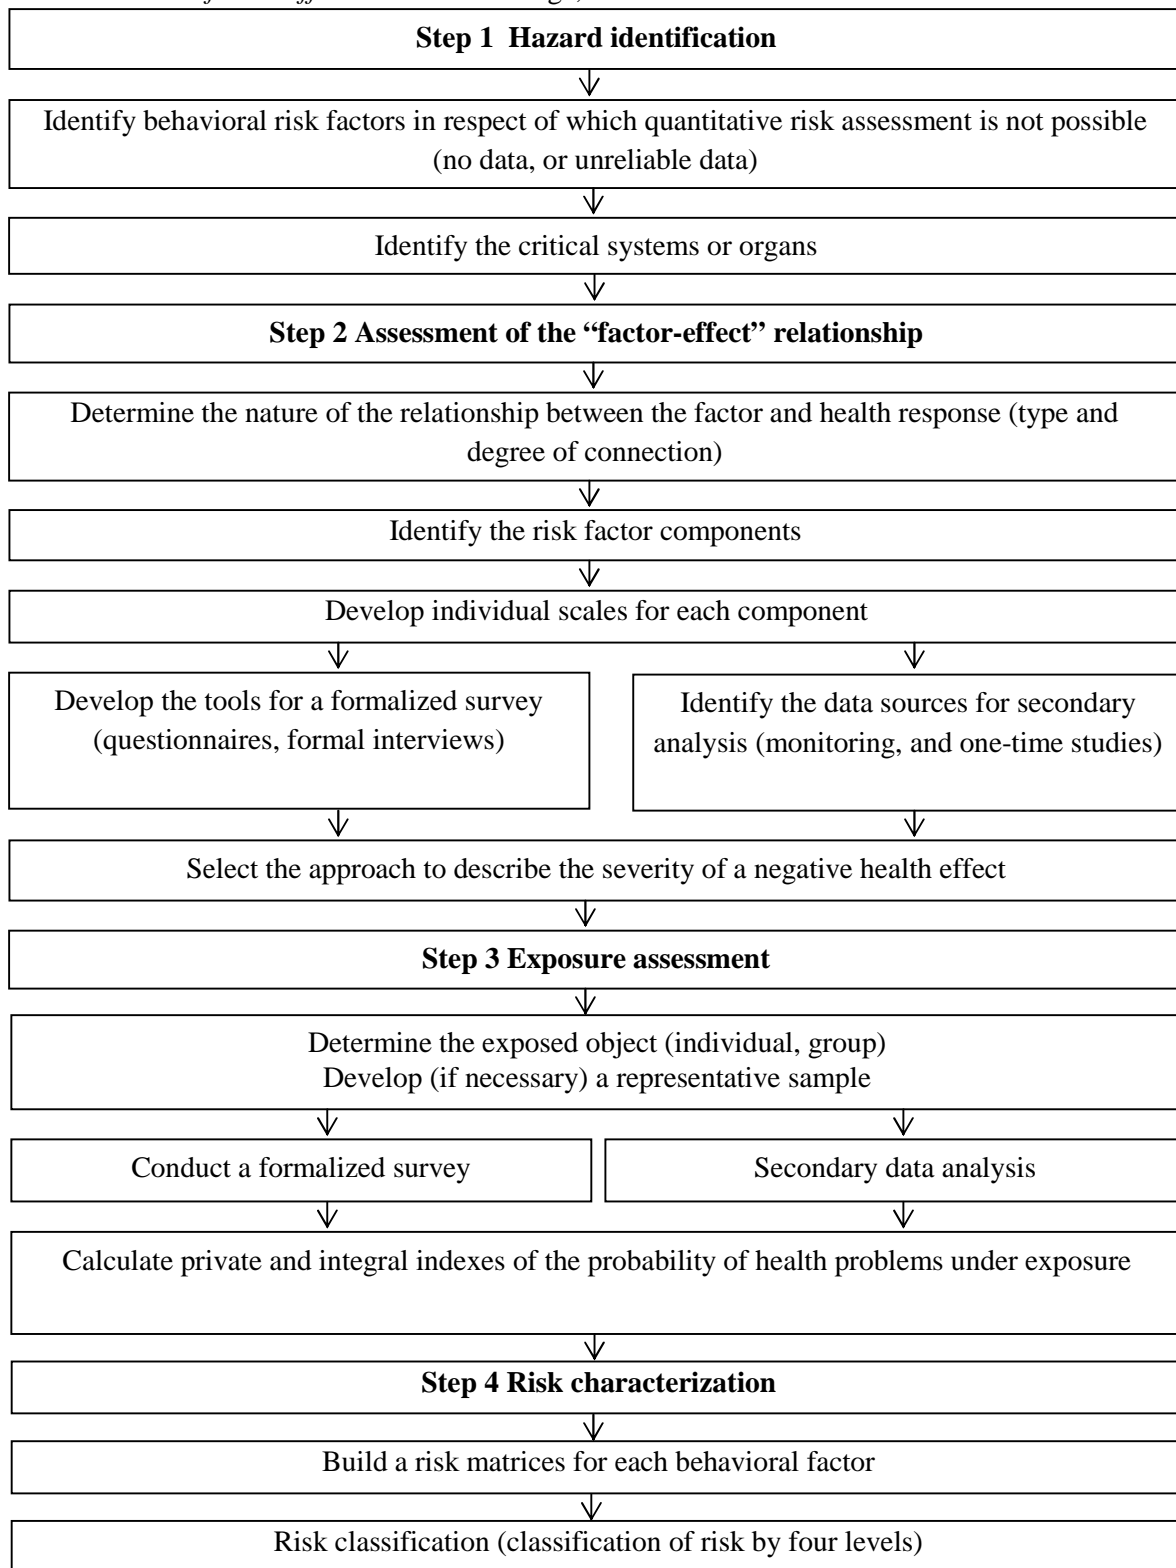 Step 1 Hazard identification
Identify behavioral risk factors in respect of which quantitative risk assessment is not possible
(no data, or unreliable data)
Identify the critical systems or organs
Step 2 Assessment of the “factor-effect” relationship
Determine the nature of the relationship between the factor and health response (type and
degree of connection)
Identify the risk factor components
Develop individual scales for each component
Develop the tools for a formalized survey
(questionnaires, formal interviews)
Identify the data sources for secondary
analysis (monitoring, and one-time studies)
Select the approach to describe the severity of a negative health effect
Step 3 Exposure assessment
Determine the exposed object (individual, group)
Develop (if necessary) a representative sample
Conduct a formalized survey
Secondary data analysis
Calculate private and integral indexes of the probability of health problems under exposure
Step 4 Risk characterization
Build a risk matrices for each behavioral factor
Risk classification (classification of risk by four levels)